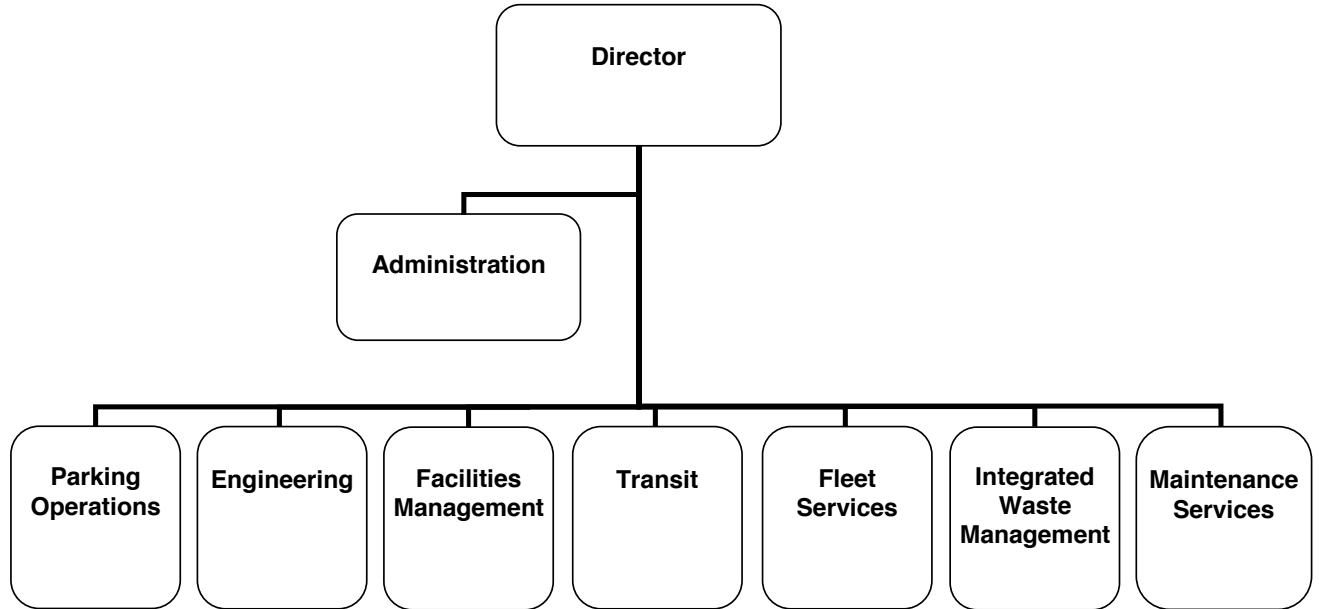 Director
Administration
Parking
Operations
Engineering
Facilities
Management
Transit
Fleet
Services
Integrated
Waste
Management
Maintenance
Services